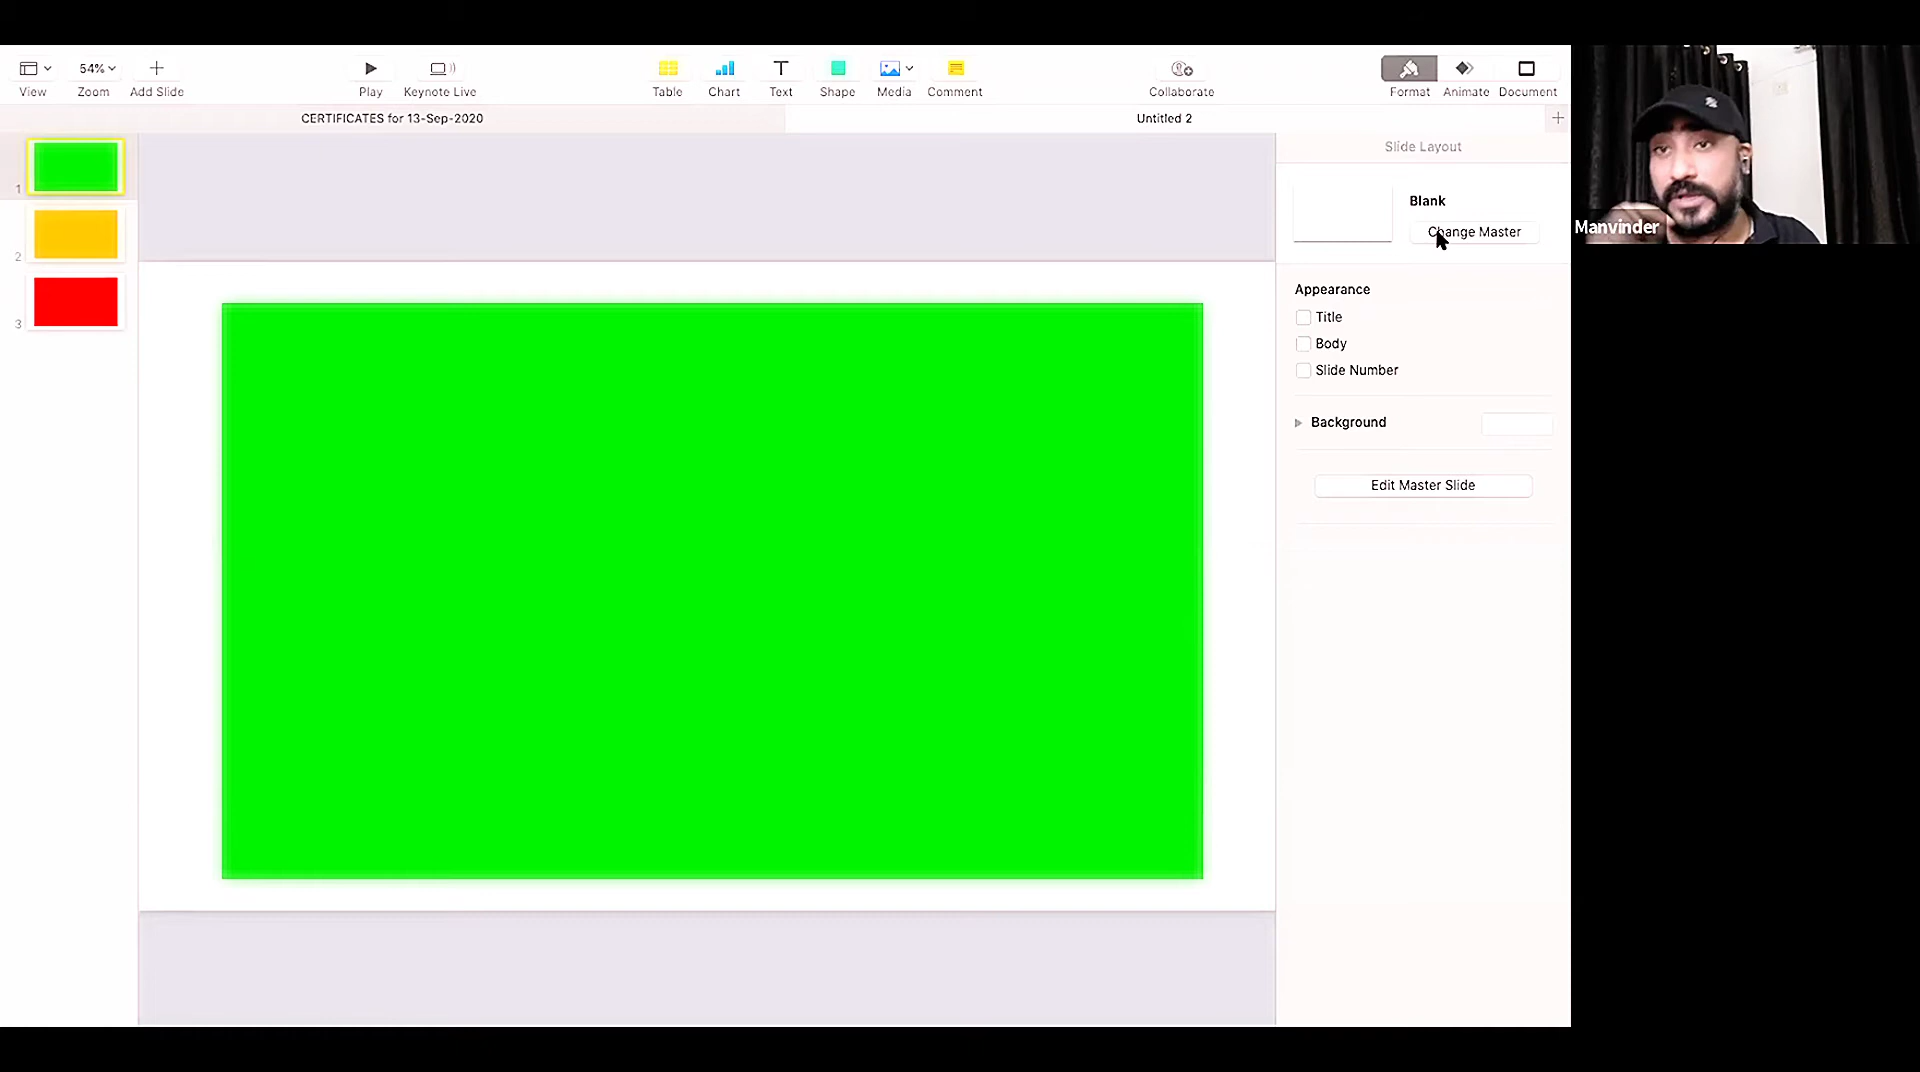 View
54%
Zoom
Add Slide
Play
Keynote Live
Table
Chart
T
Text
Shape
Media
Comment
Collaborate
Format
Animate
Document
CERTIFICATES for 13-Sep-2020
Untitled 2
1
2
3
Slide Layout
Blank
Change Master
Appearance
Title
Body
Slide Number
Background
Edit Master Slide
Manvinder